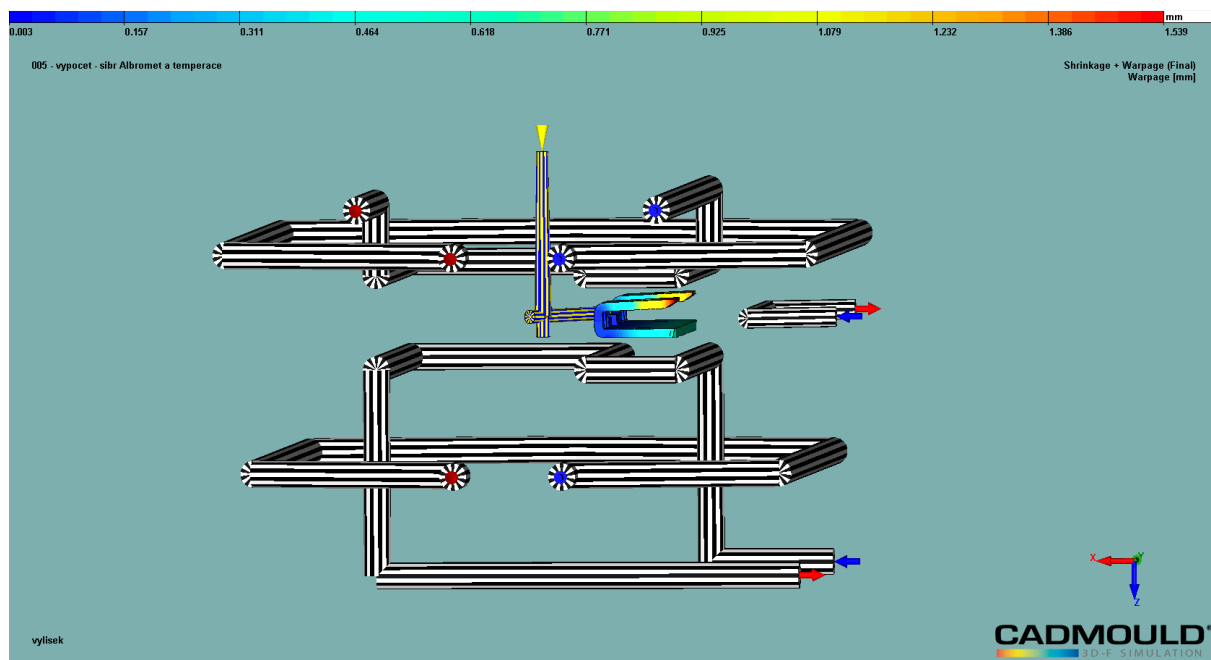 mm
0.003 0.157 0.311 0.464 0.618 0.771 0.925 1.079 1.232 1.386 1.539
005 - vypocet - sibr Albromet a temperace
Shrinkage + Warpage (Final)
Warpage [mm]
X
Y
Z
vylisek
CADMOULD®
3D-F SIMULATION